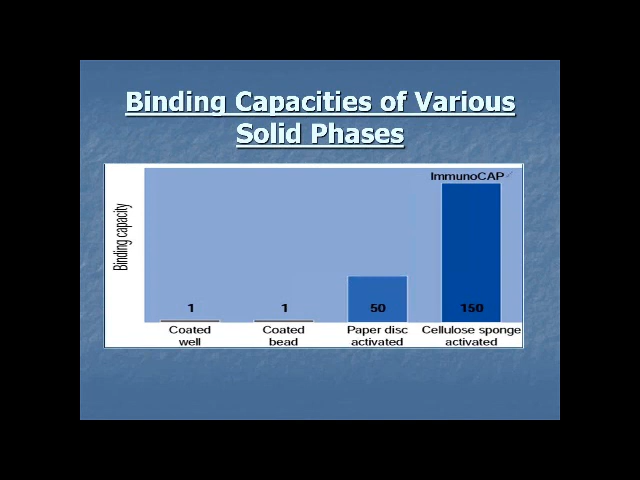 Binding Capacities of Various
Solid Phases
Binding capacity
ImmunoCAP
1
1
50
150
Coated
well
Coated
bead
Paper disc
activated
Cellulose sponge
activated